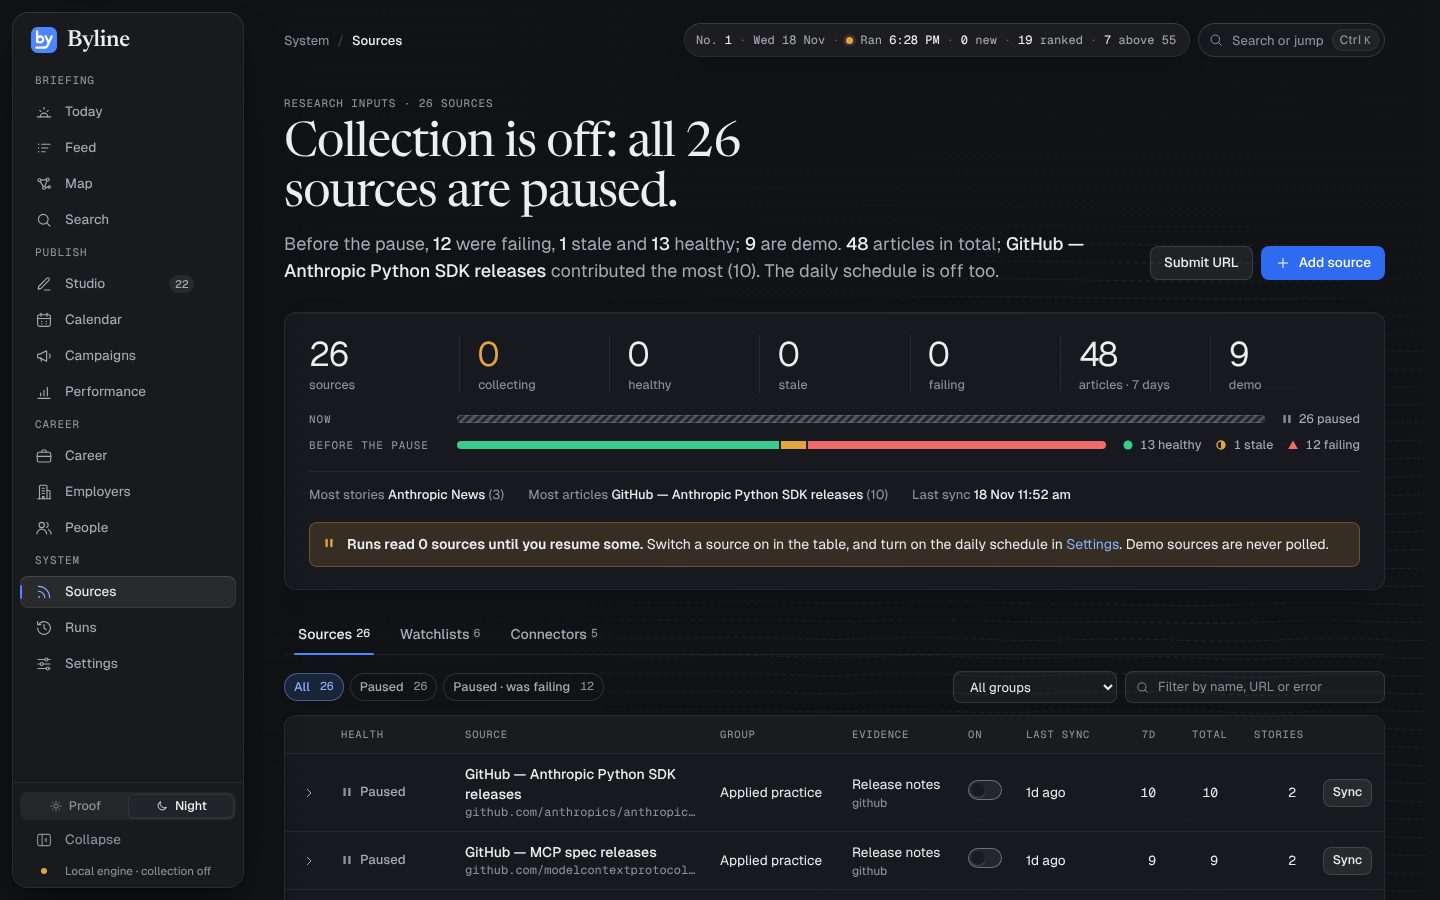 by Byline
BRIEFING
Today
Feed
Map
Search
PUBLISH
Studio 22
Calendar
Campaigns
Performance
CAREER
Career
Employers
People
SYSTEM
Sources
Runs
Settings
Proof Night
Collapse
Local engine · collection off
System / Sources
No. 1 · Wed 18 Nov · Ran 6:28 PM · 0 new · 19 ranked · 7 above 55
Search or jump Ctrl K
RESEARCH INPUTS · 26 SOURCES
Collection is off: all 26
sources are paused.
Before the pause, 12 were failing, 1 stale and 13 healthy; 9 are demo. 48 articles in total; GitHub —
Anthropic Python SDK releases contributed the most (10). The daily schedule is off too.
Submit URL
Add source
26 0 0 0 0 48 9
sources collecting healthy stale failing articles · 7 days demo
NOW 26 paused
BEFORE THE PAUSE 13 healthy 1 stale 12 failing
Most stories Anthropic News (3) Most articles GitHub — Anthropic Python SDK releases (10) Last sync 18 Nov 11:52 am
Runs read 0 sources until you resume some. Switch a source on in the table, and turn on the daily schedule in Settings. Demo sources are never polled.
Sources 26 Watchlists 6 Connectors 5
All 26 Paused 26 Paused · was failing 12
All groups
Filter by name, URL or error
HEALTH SOURCE GROUP EVIDENCE ON LAST SYNC 7D TOTAL STORIES
GitHub — Anthropic Python SDK
releases
github.com/anthropics/anthropic…
Paused Applied practice Release notes
github
1d ago 10 10 2 Sync
GitHub — MCP spec releases
github.com/modelcontextprotocol…
Paused Applied practice Release notes
github
1d ago 9 9 2 Sync